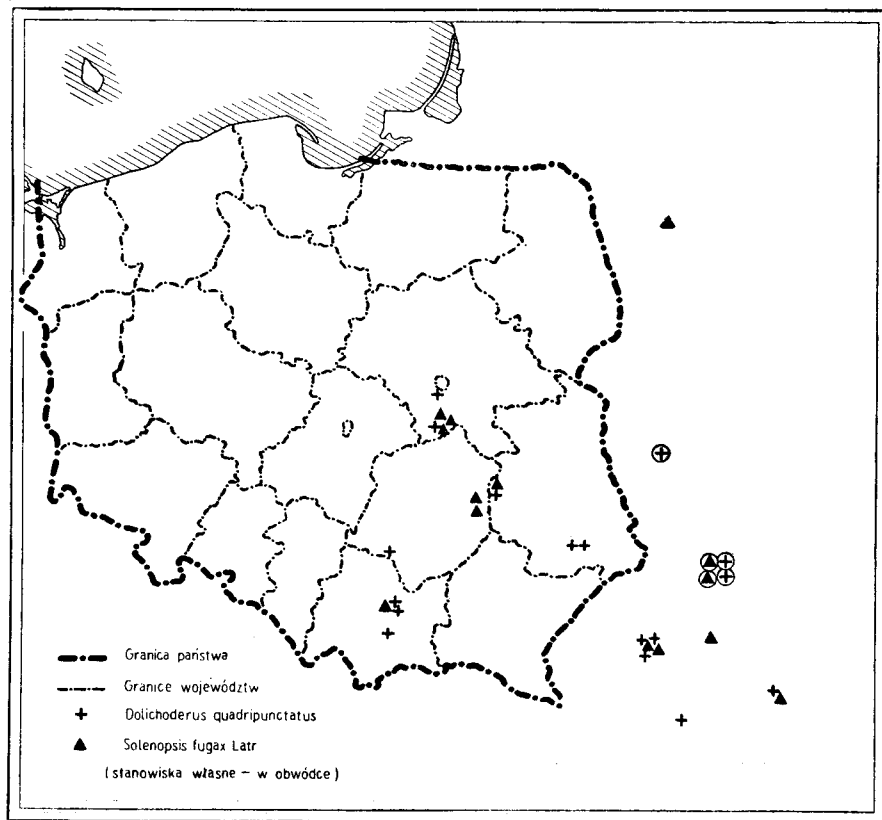 Granica państwa
Granice województw
Dolichoderus quadripunctatus
Solenopsis fugax Latr
(stanowiska własne – w obwódce)